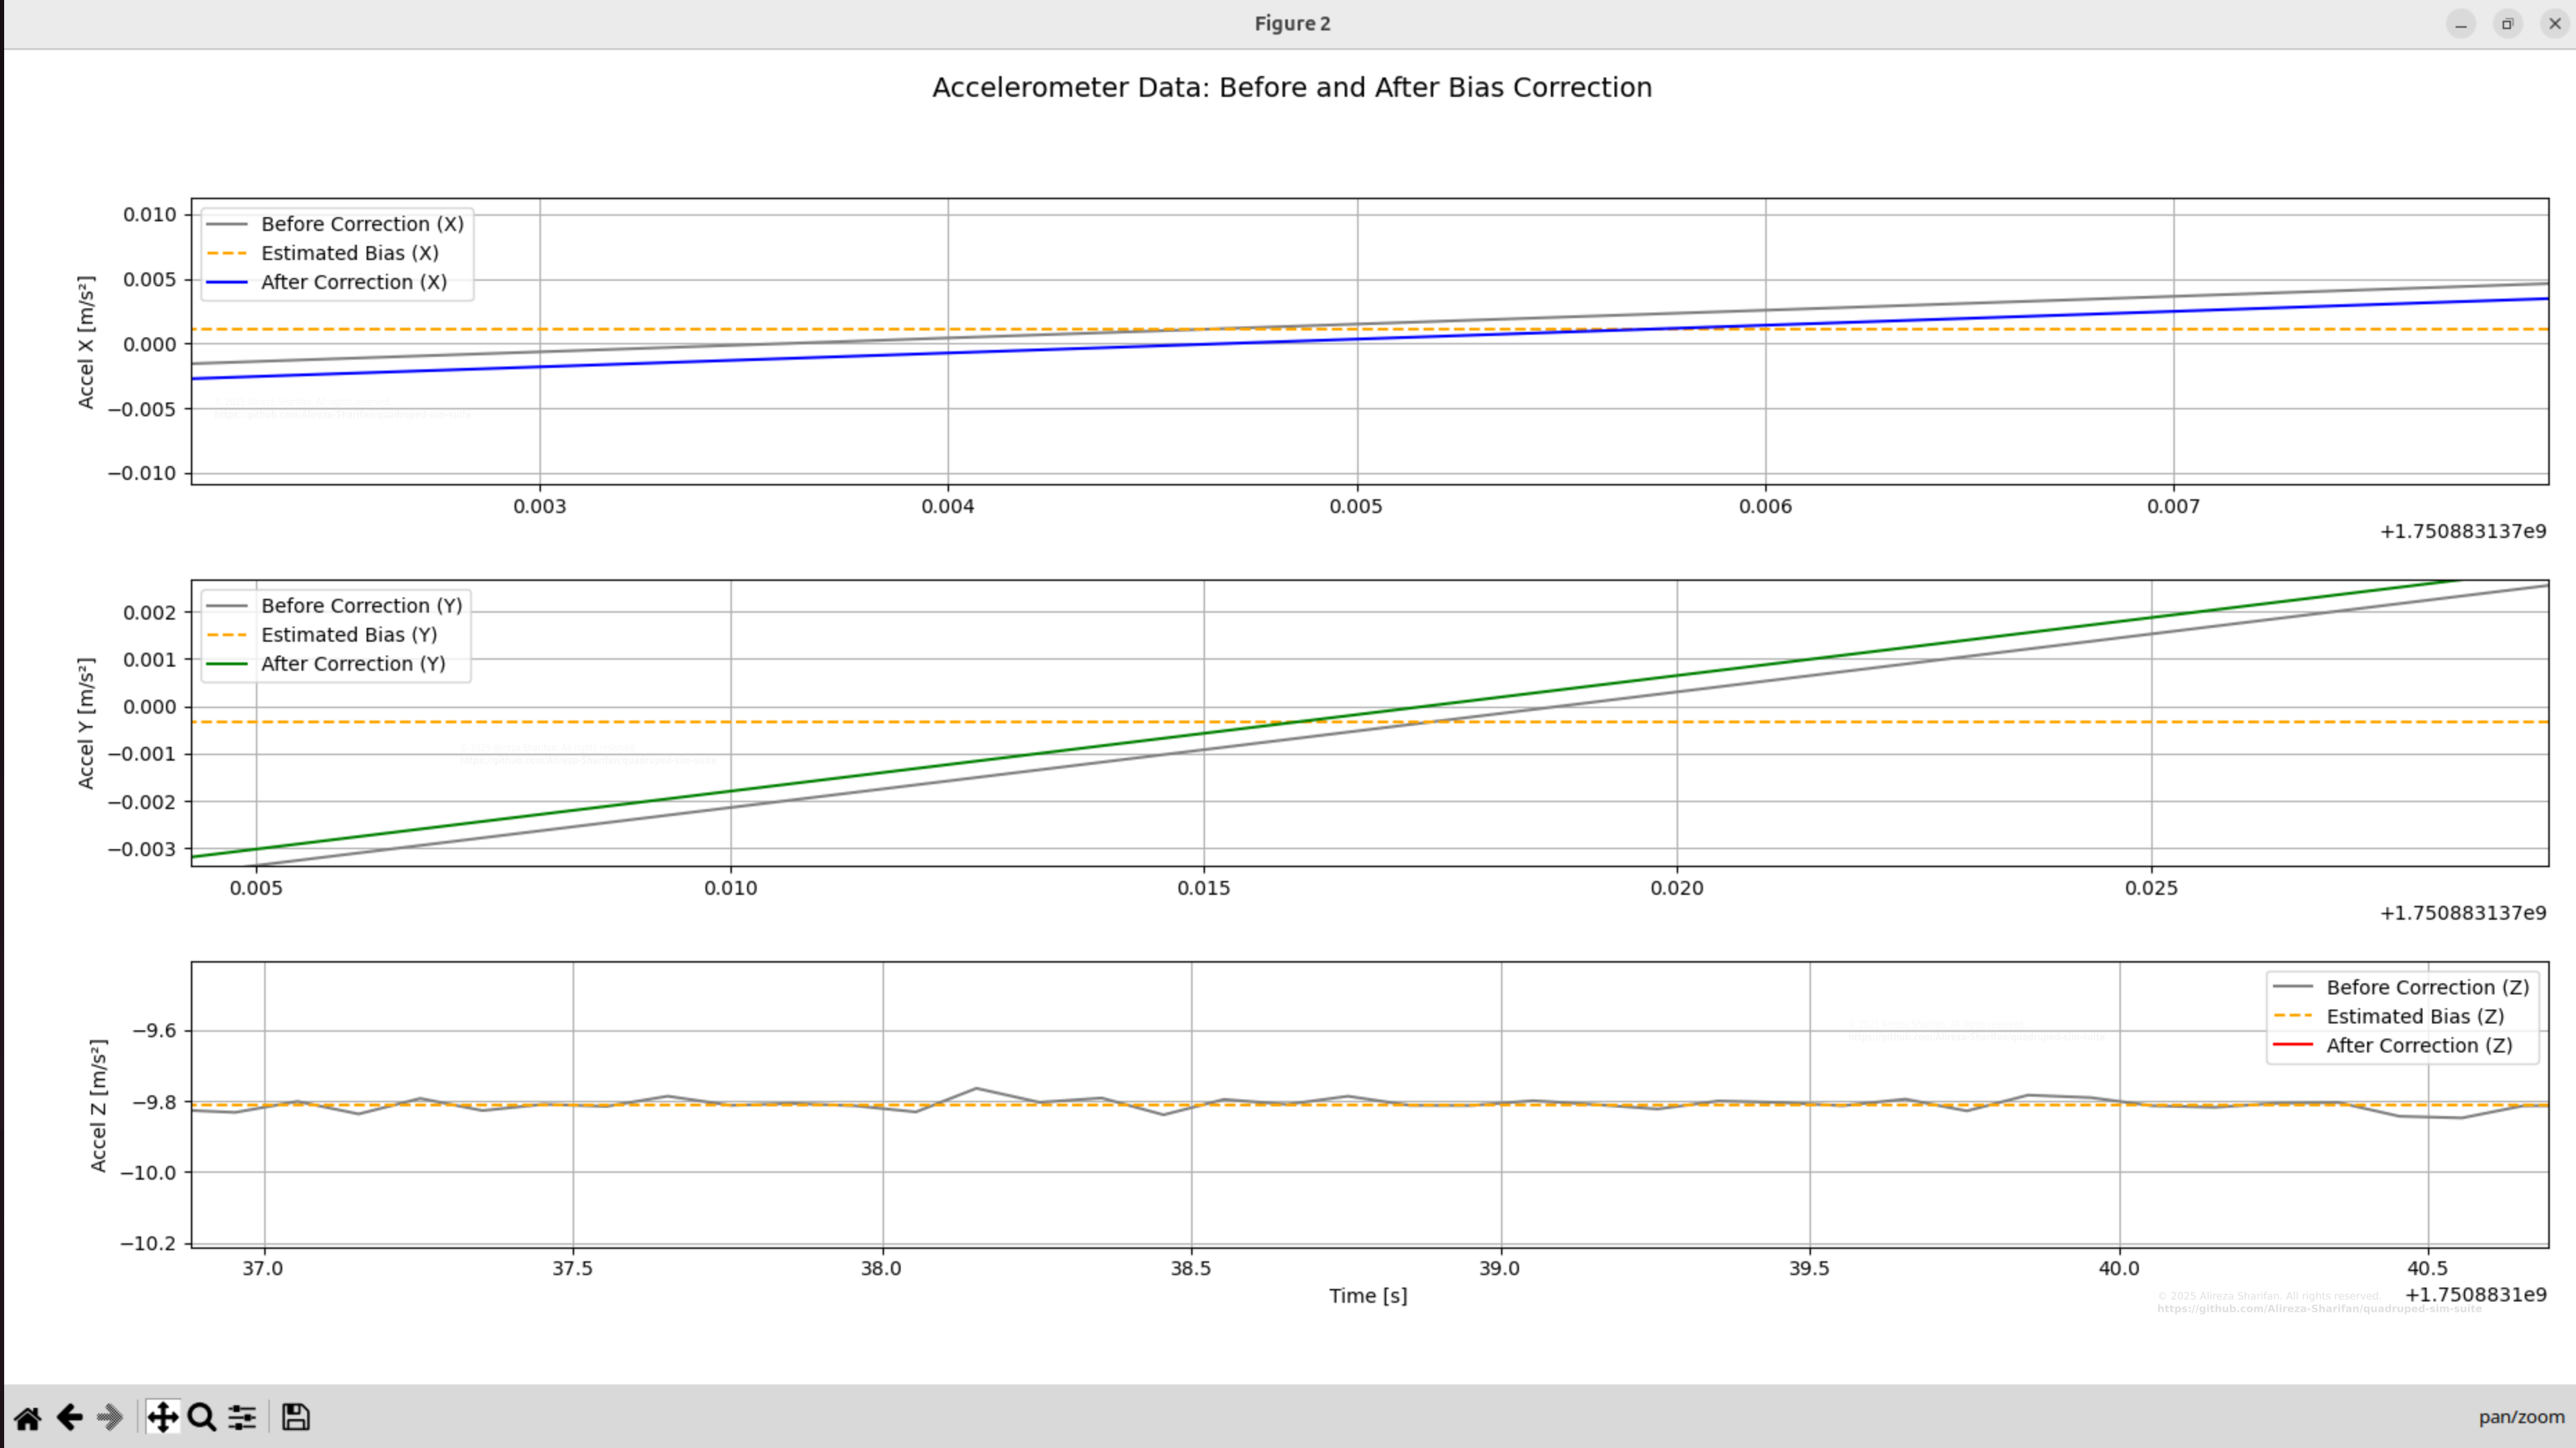 Figure 2
Accelerometer Data: Before and After Bias Correction
Accel X [m/s²]
0.010
0.005
0.000
−0.005
−0.010
Before Correction (X)
Estimated Bias (X)
After Correction (X)
0.003 0.004 0.005 0.006 0.007
+1.750883137e9
Accel Y [m/s²]
0.002
0.001
0.000
−0.001
−0.002
−0.003
Before Correction (Y)
Estimated Bias (Y)
After Correction (Y)
0.005 0.010 0.015 0.020 0.025
+1.750883137e9
Accel Z [m/s²]
−9.6
−9.8
−10.0
−10.2
Before Correction (Z)
Estimated Bias (Z)
After Correction (Z)
37.0 37.5 38.0 38.5 39.0 39.5 40.0 40.5
Time [s]
+1.7508831e9
© 2025 Alireza Sharifan. All rights reserved.
https://github.com/Alireza-Sharifan/quadruped-sim-suite
pan/zoom